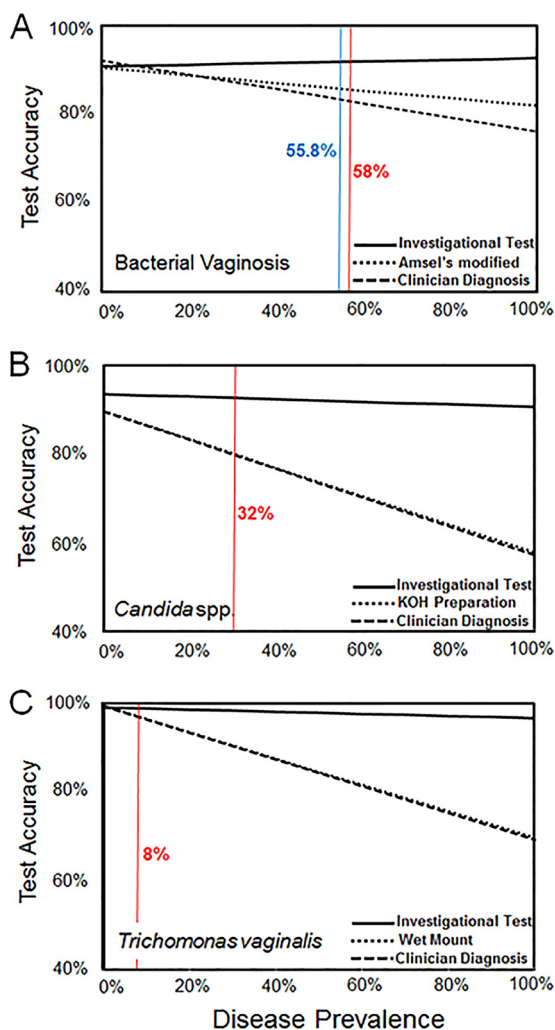 A
100%
80%
60%
40%
Test Accuracy
55.8%
58%
Bacterial Vaginosis
Investigational Test
Amsel's modified
Clinician Diagnosis
0%
20%
40%
60%
80%
100%
B
100%
80%
60%
40%
Test Accuracy
32%
Candida spp.
Investigational Test
KOH Preparation
Clinician Diagnosis
0%
20%
40%
60%
80%
100%
C
100%
80%
60%
40%
Test Accuracy
8%
Trichomonas vaginalis
Investigational Test
Wet Mount
Clinician Diagnosis
0%
20%
40%
60%
80%
100%
Disease Prevalence